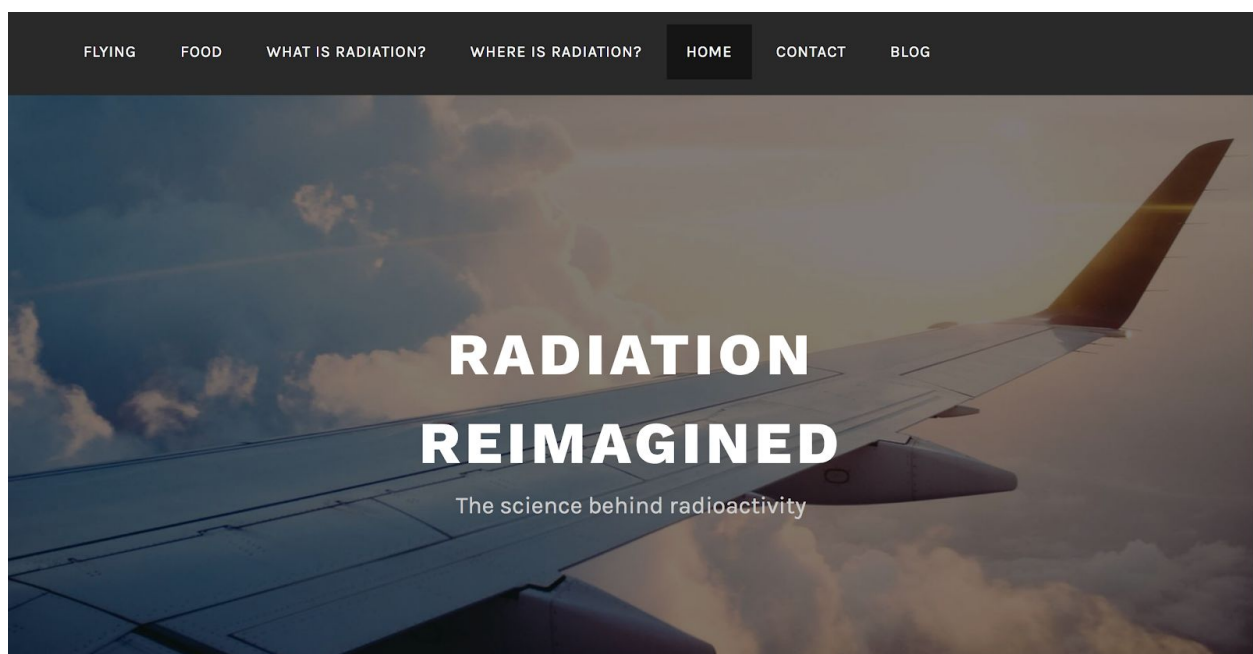 FLYING FOOD WHAT IS RADIATION? WHERE IS RADIATION? HOME CONTACT BLOG
RADIATION
REIMAGINED
The science behind radioactivity